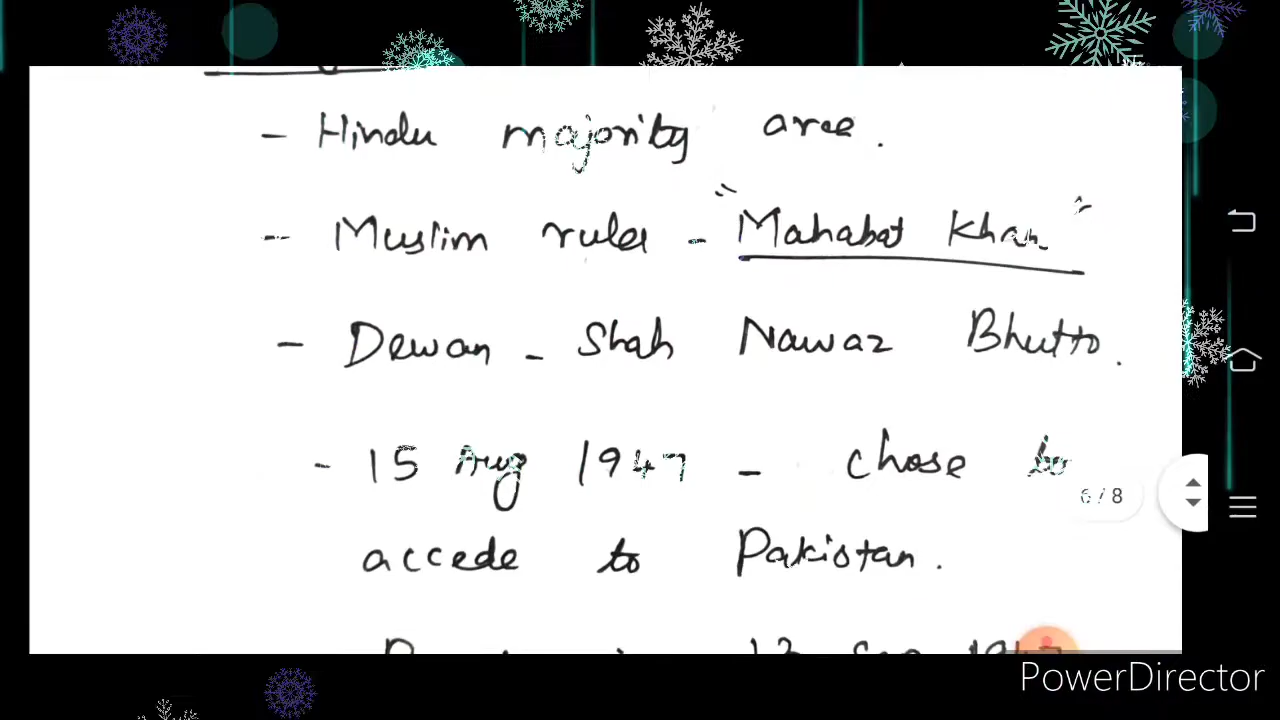 - Hindu majority area.
- Muslim ruler - "Mahabat Khan"
- Dewan - Shah Nawaz Bhutto.
- 15 Aug 1947 - chose to
6/8
accede to Pakistan.
PowerDirector